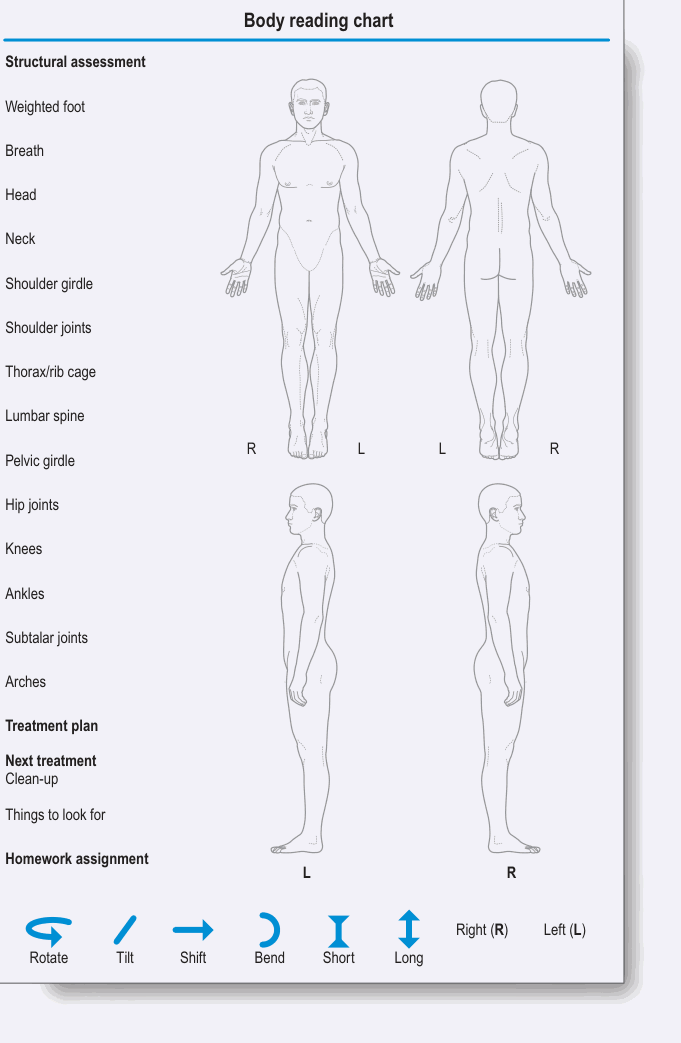 Body reading chart
Structural assessment
Weighted foot
Breath
Head
Neck
Shoulder girdle
Shoulder joints
Thorax/rib cage
Lumbar spine
R L L R
Pelvic girdle
Hip joints
Knees
Ankles
Subtalar joints
Arches
Treatment plan
Next treatment
Clean-up
Things to look for
Homework assignment
L R
Right (R) Left (L)
Rotate Tilt Shift Bend Short Long